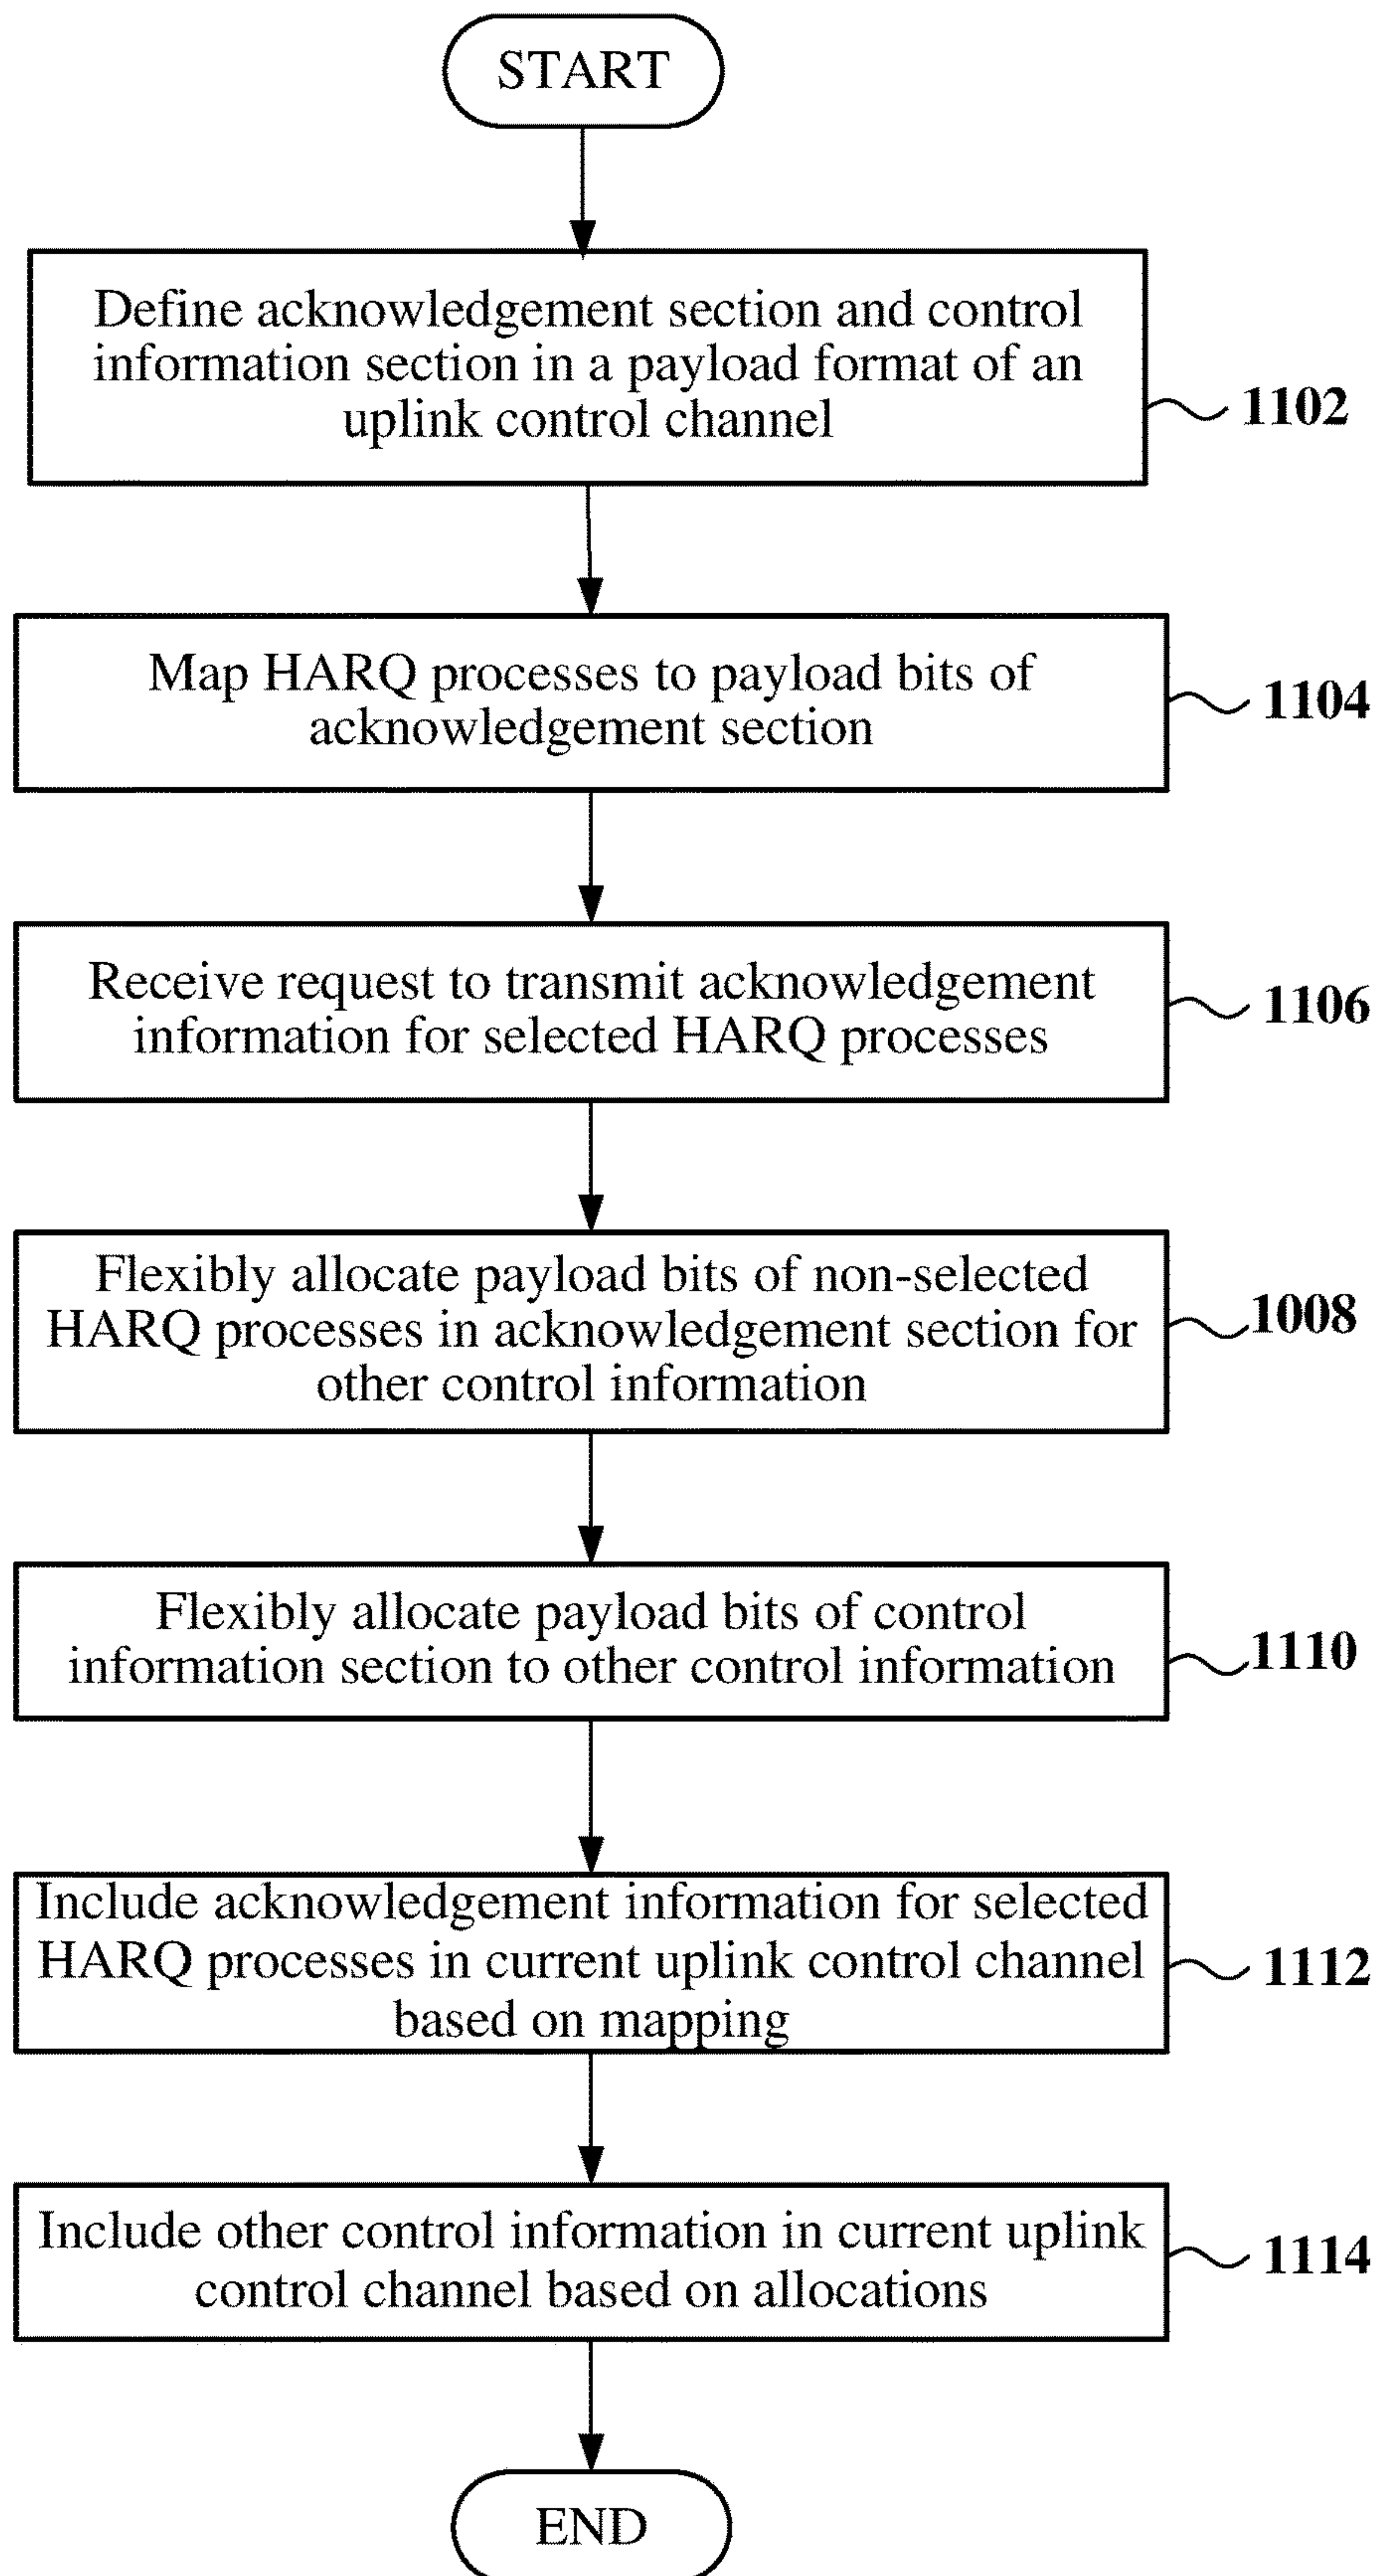 START
Define acknowledgement section and control
information section in a payload format of an
uplink control channel
1102
Map HARQ processes to payload bits of
acknowledgement section
1104
Receive request to transmit acknowledgement
information for selected HARQ processes
1106
Flexibly allocate payload bits of non-selected
HARQ processes in acknowledgement section for
other control information
1008
Flexibly allocate payload bits of control
information section to other control information
1110
Include acknowledgement information for selected
HARQ processes in current uplink control channel
based on mapping
1112
Include other control information in current uplink
control channel based on allocations
1114
END